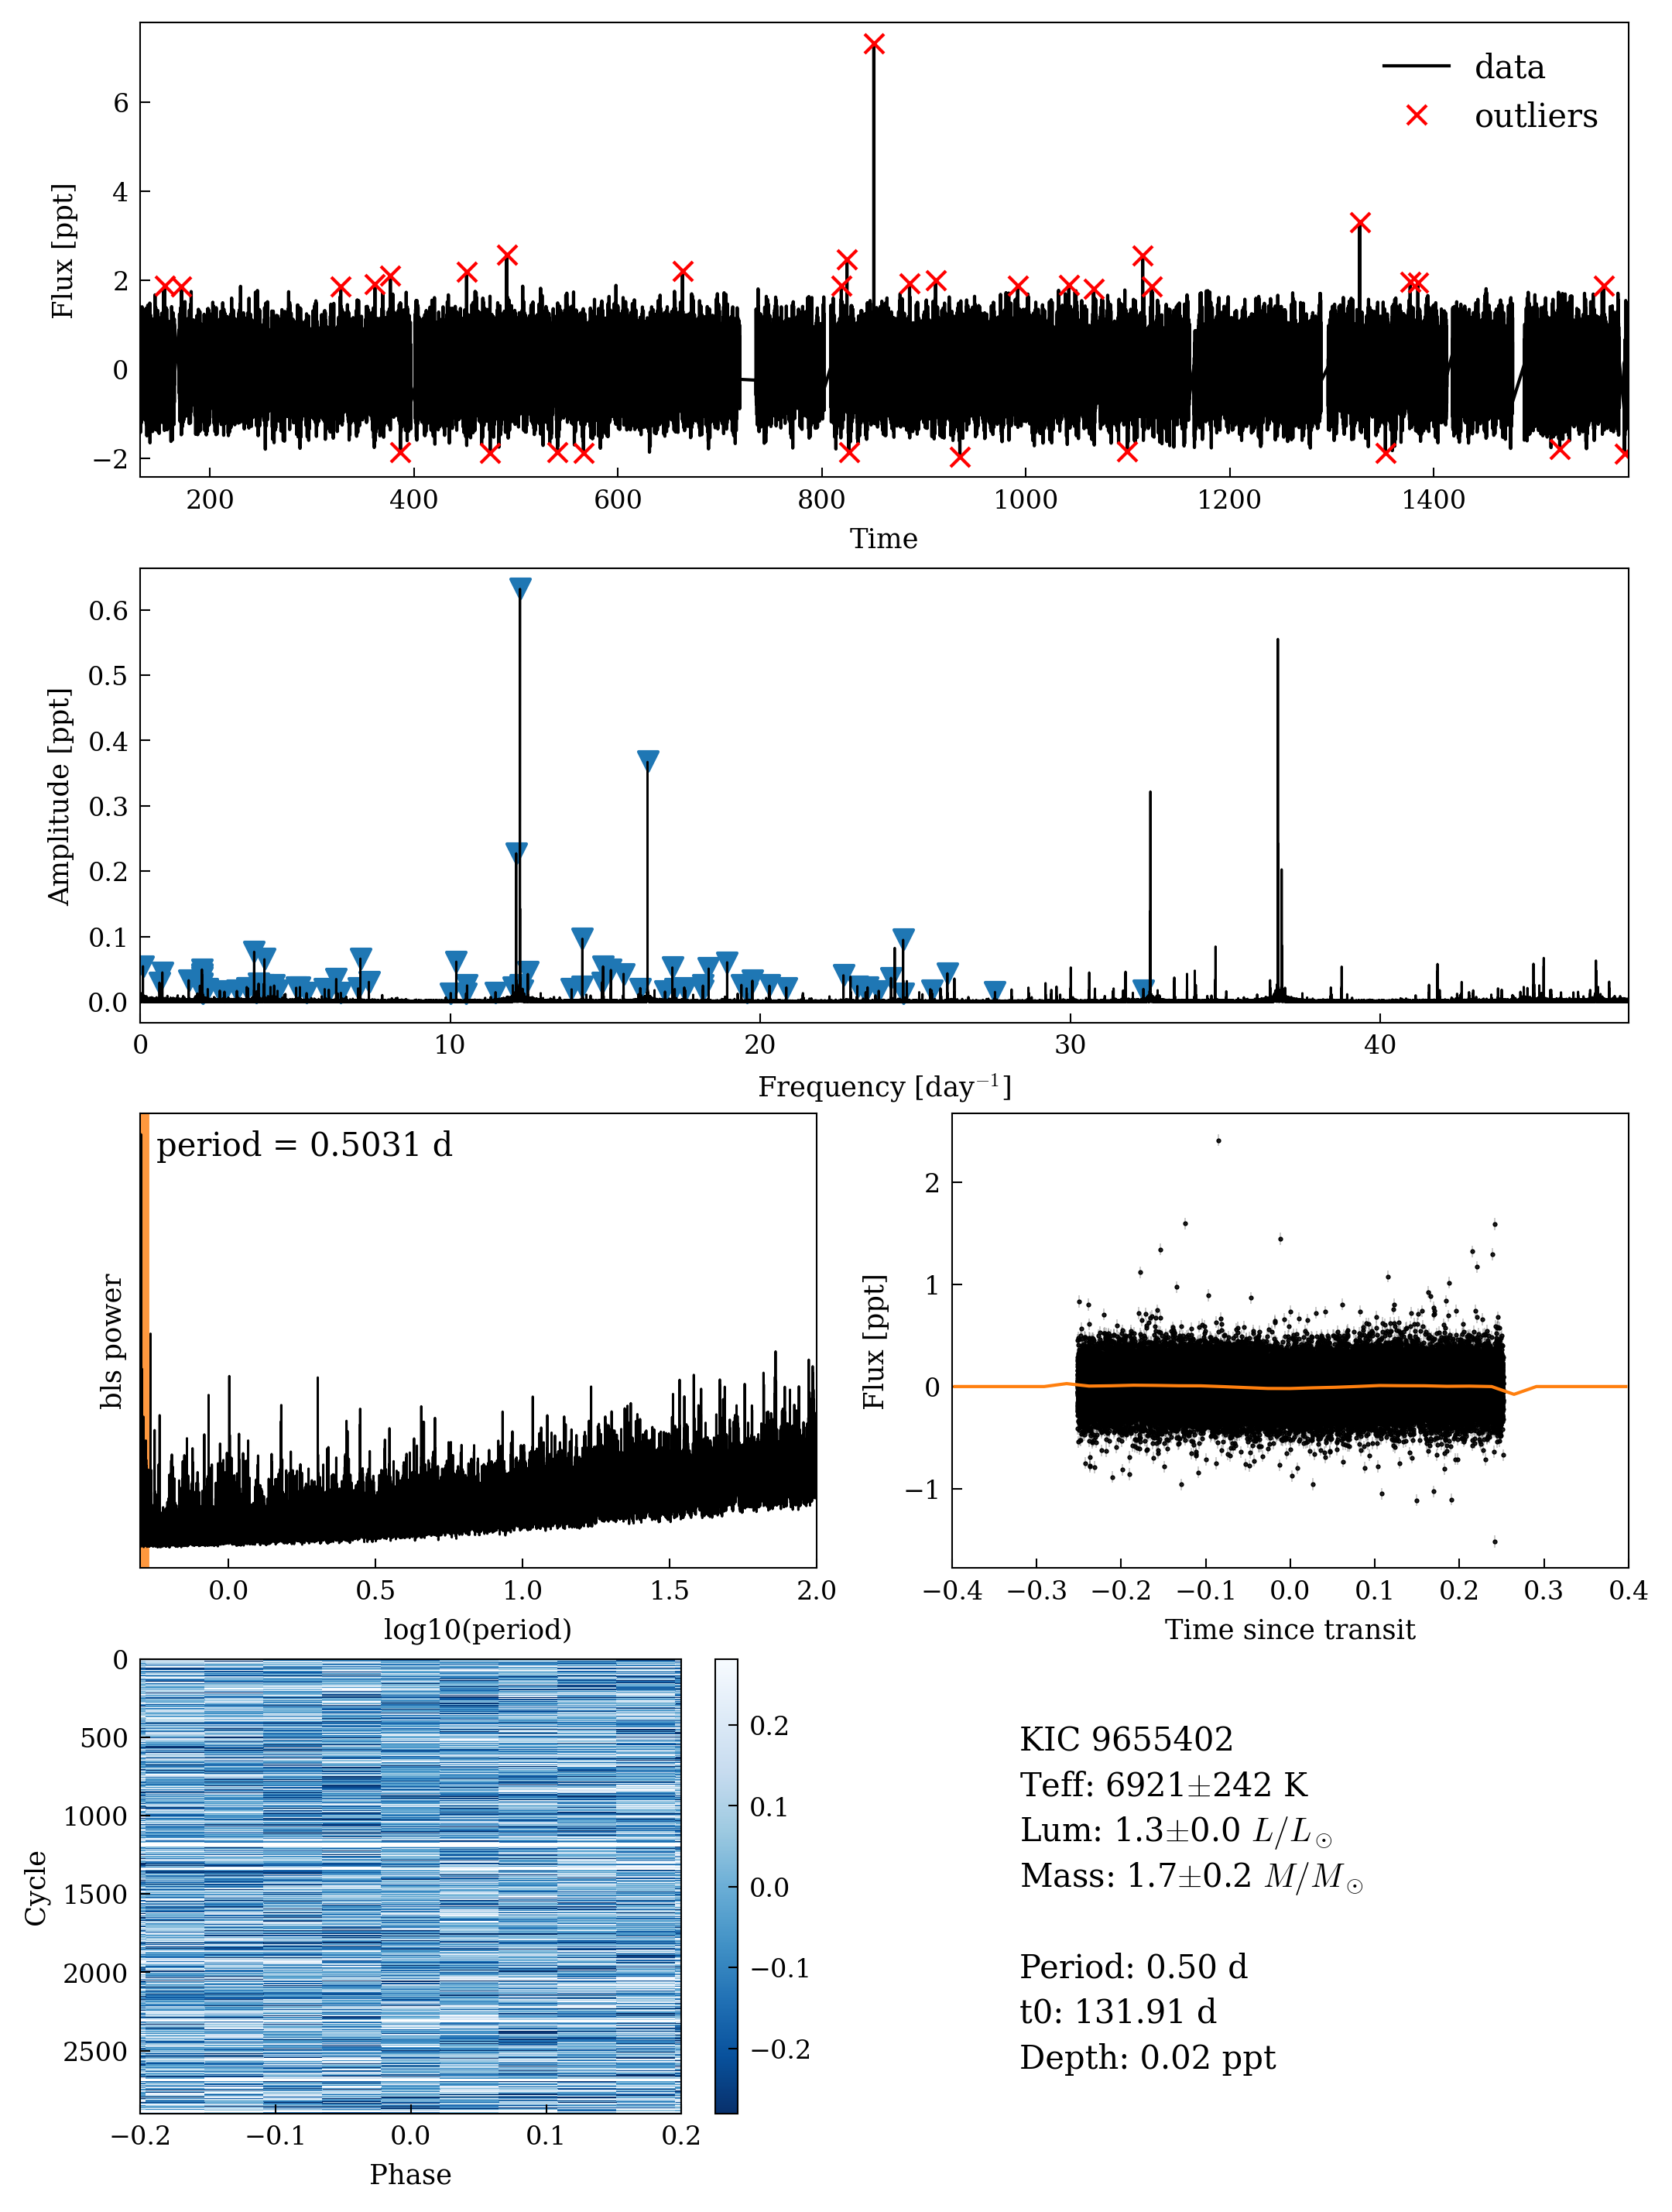 data
outliers
6
4
2
0
−2
Flux [ppt]
200 400 600 800 1000 1200 1400
Time
0.6
0.5
0.4
0.3
0.2
0.1
0.0
Amplitude [ppt]
0 10 20 30 40
Frequency [day⁻¹]
period = 0.5031 d
bls power
0.0 0.5 1.0 1.5 2.0
log10(period)
2
1
0
−1
Flux [ppt]
−0.4 −0.3 −0.2 −0.1 0.0 0.1 0.2 0.3 0.4
Time since transit
0
500
1000
1500
2000
2500
Cycle
−0.2 −0.1 0.0 0.1 0.2
Phase
0.2
0.1
0.0
−0.1
−0.2
KIC 9655402
Teff: 6921±242 K
Lum: 1.3±0.0 L/L⊙
Mass: 1.7±0.2 M/M⊙
Period: 0.50 d
t0: 131.91 d
Depth: 0.02 ppt